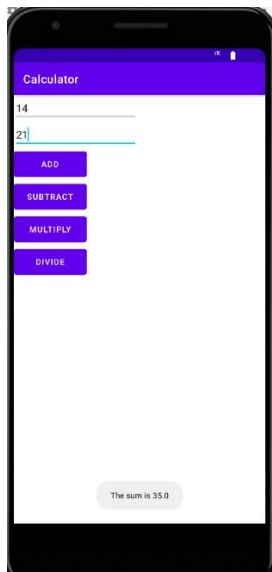 Calculator
14
21
ADD
SUBTRACT
MULTIPLY
DIVIDE
The sum is 35.0